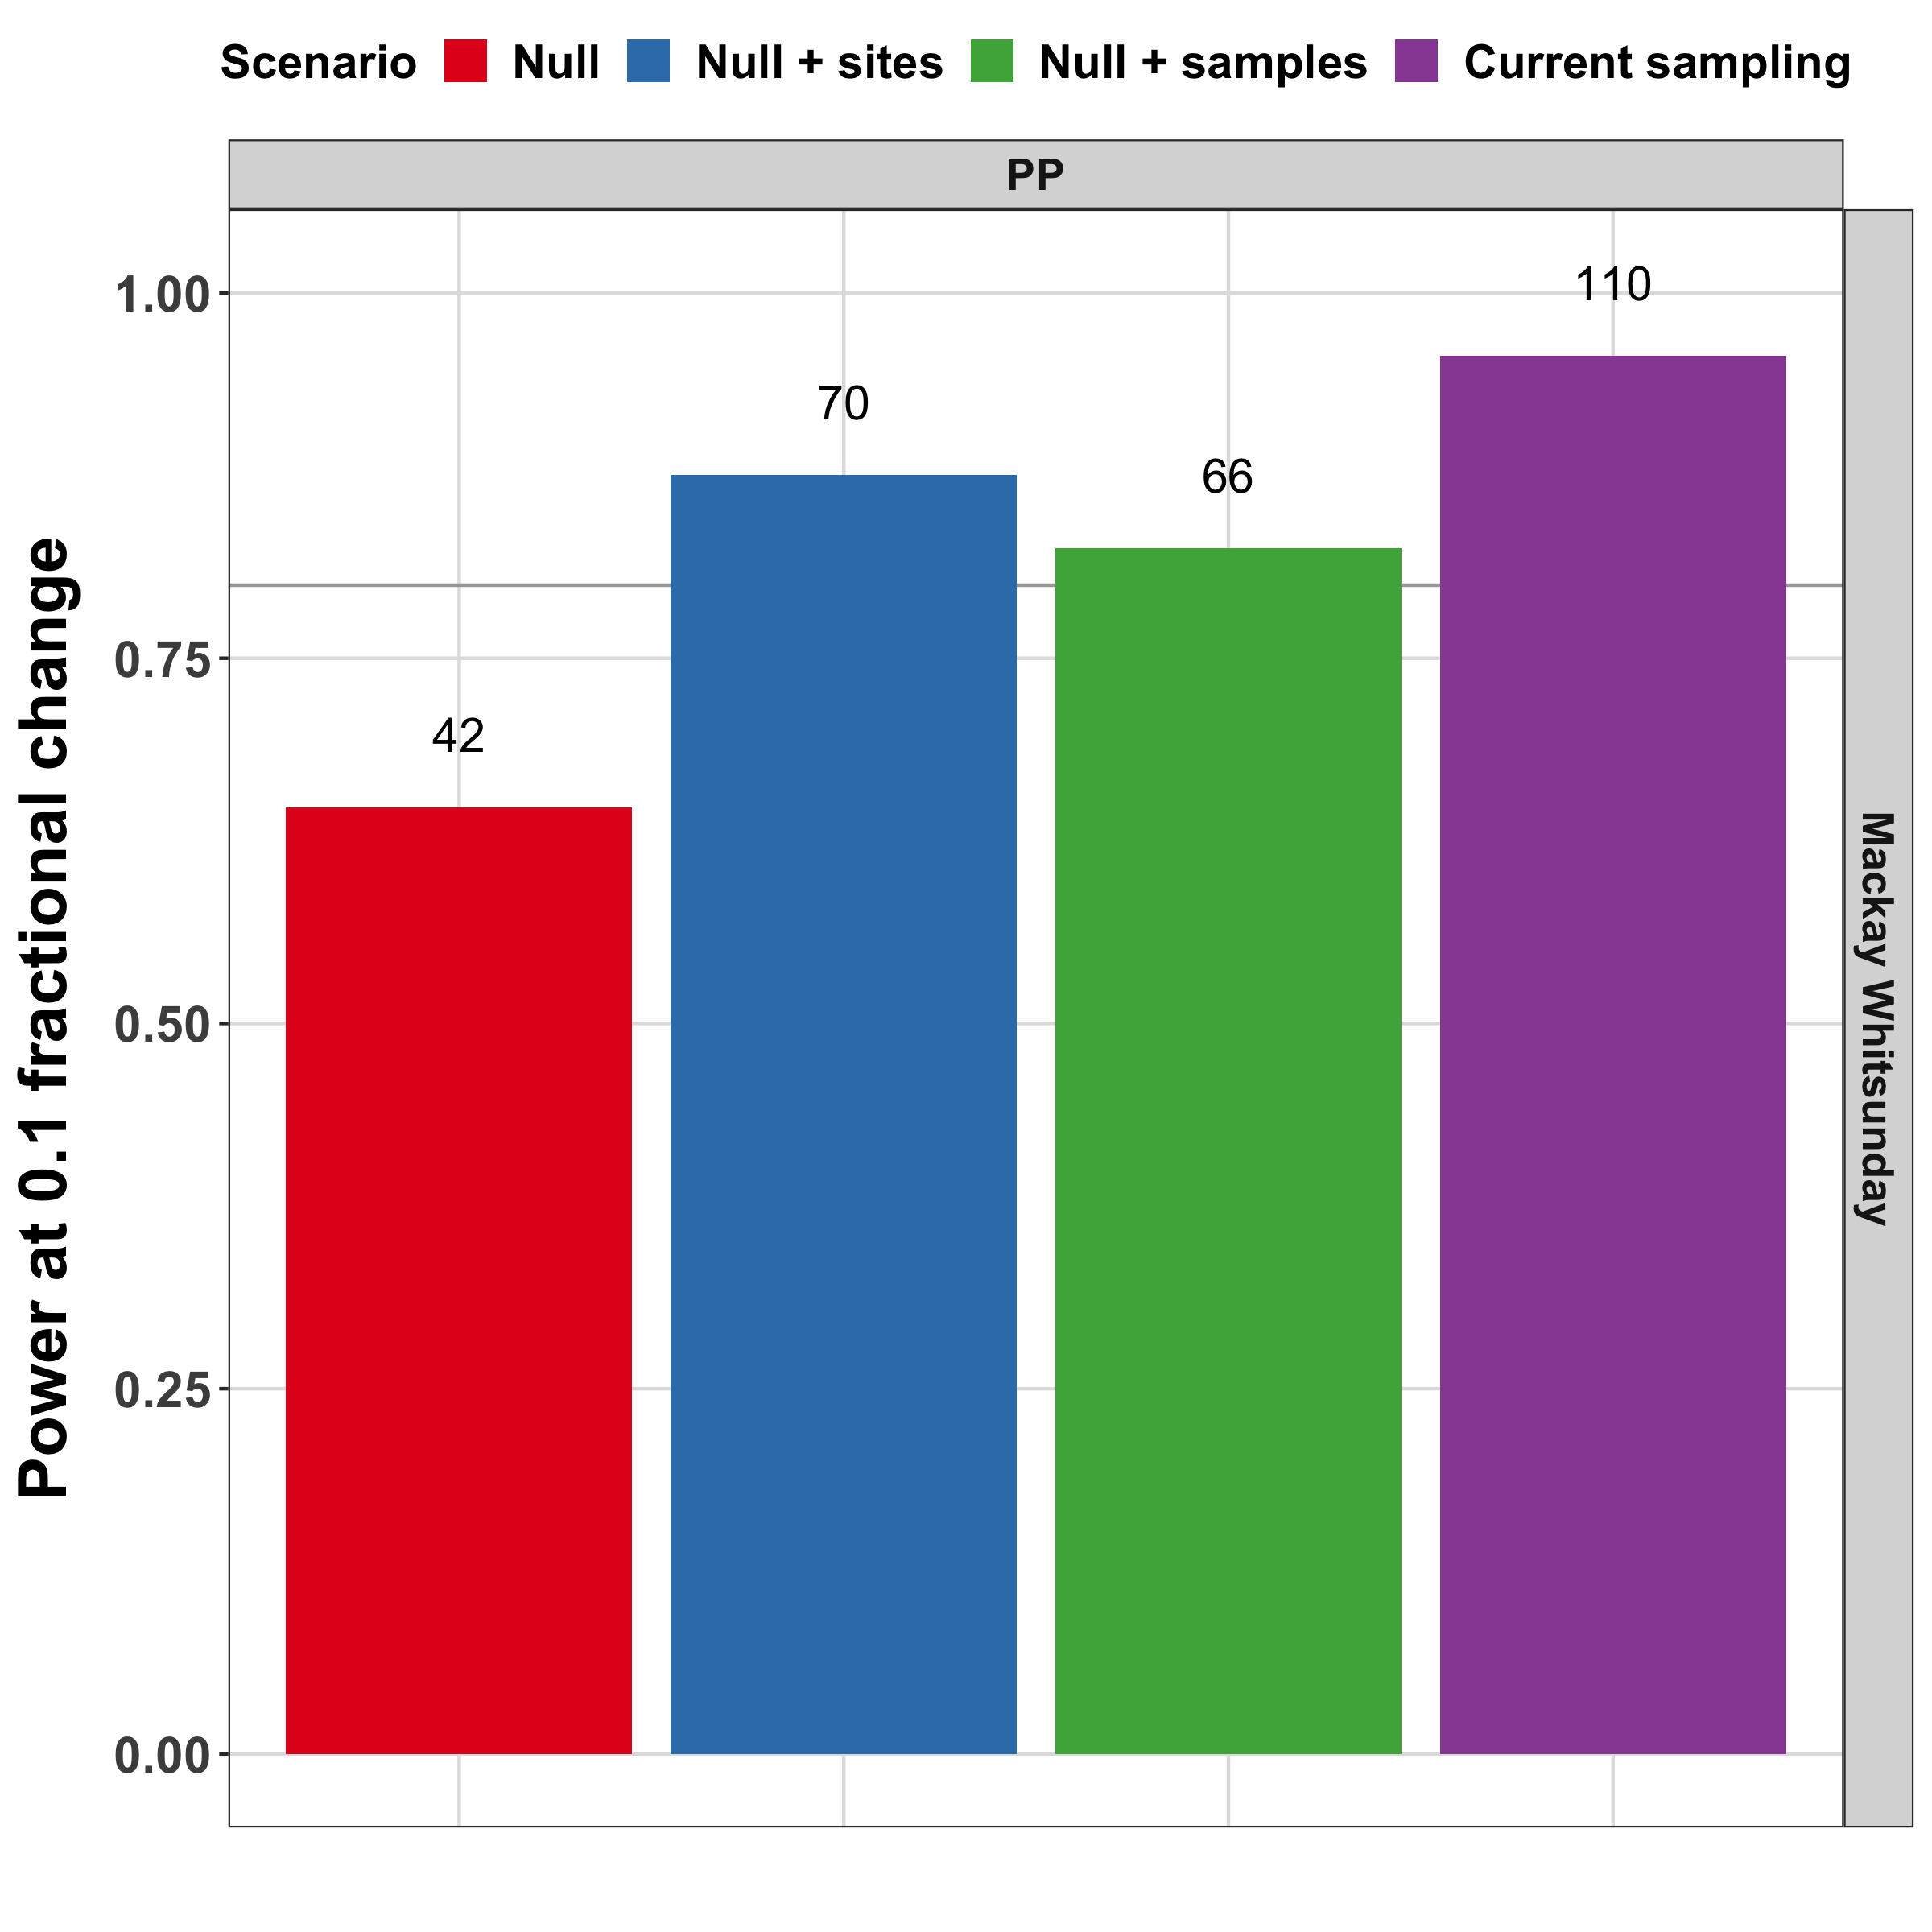 Scenario Null Null + sites Null + samples Current sampling
PP
Mackay Whitsunday
Power at 0.1 fractional change
1.00
0.75
0.50
0.25
0.00
42
70
66
110